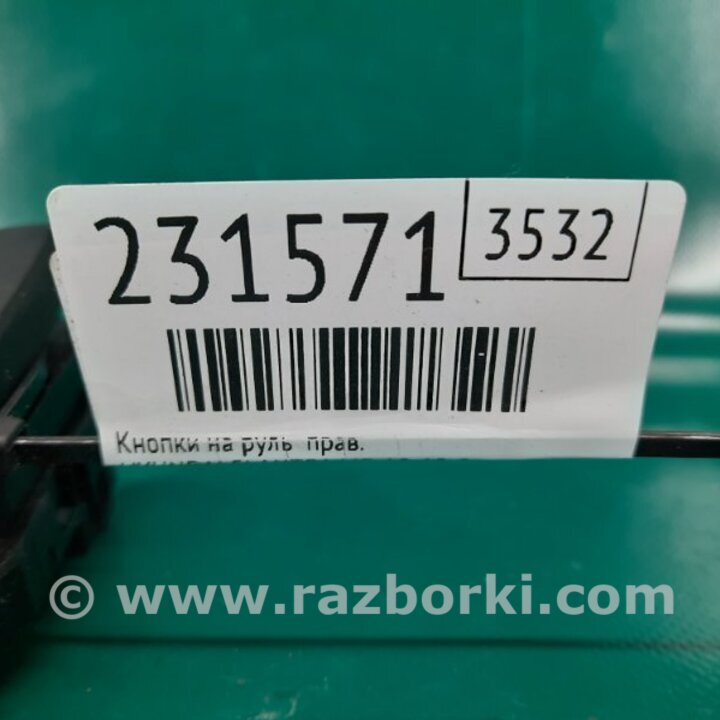 231571
3532
Кнопки на руль прав.
© www.razborki.com